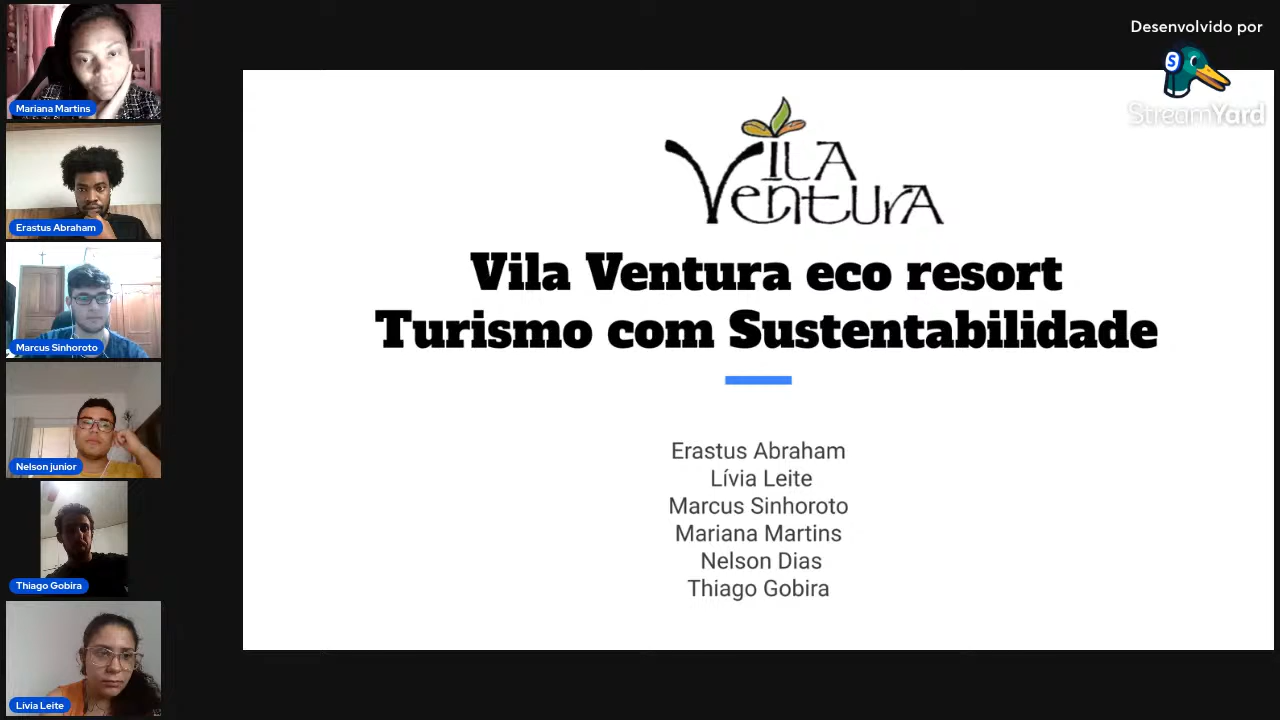 Desenvolvido por
StreamYard
Mariana Martins
Erastus Abraham
Marcus Sinhoroto
Nelson junior
Thiago Gobira
Lívia Leite
VILA
VENTURA
Vila Ventura eco resort
Turismo com Sustentabilidade
Erastus Abraham
Lívia Leite
Marcus Sinhoroto
Mariana Martins
Nelson Dias
Thiago Gobira